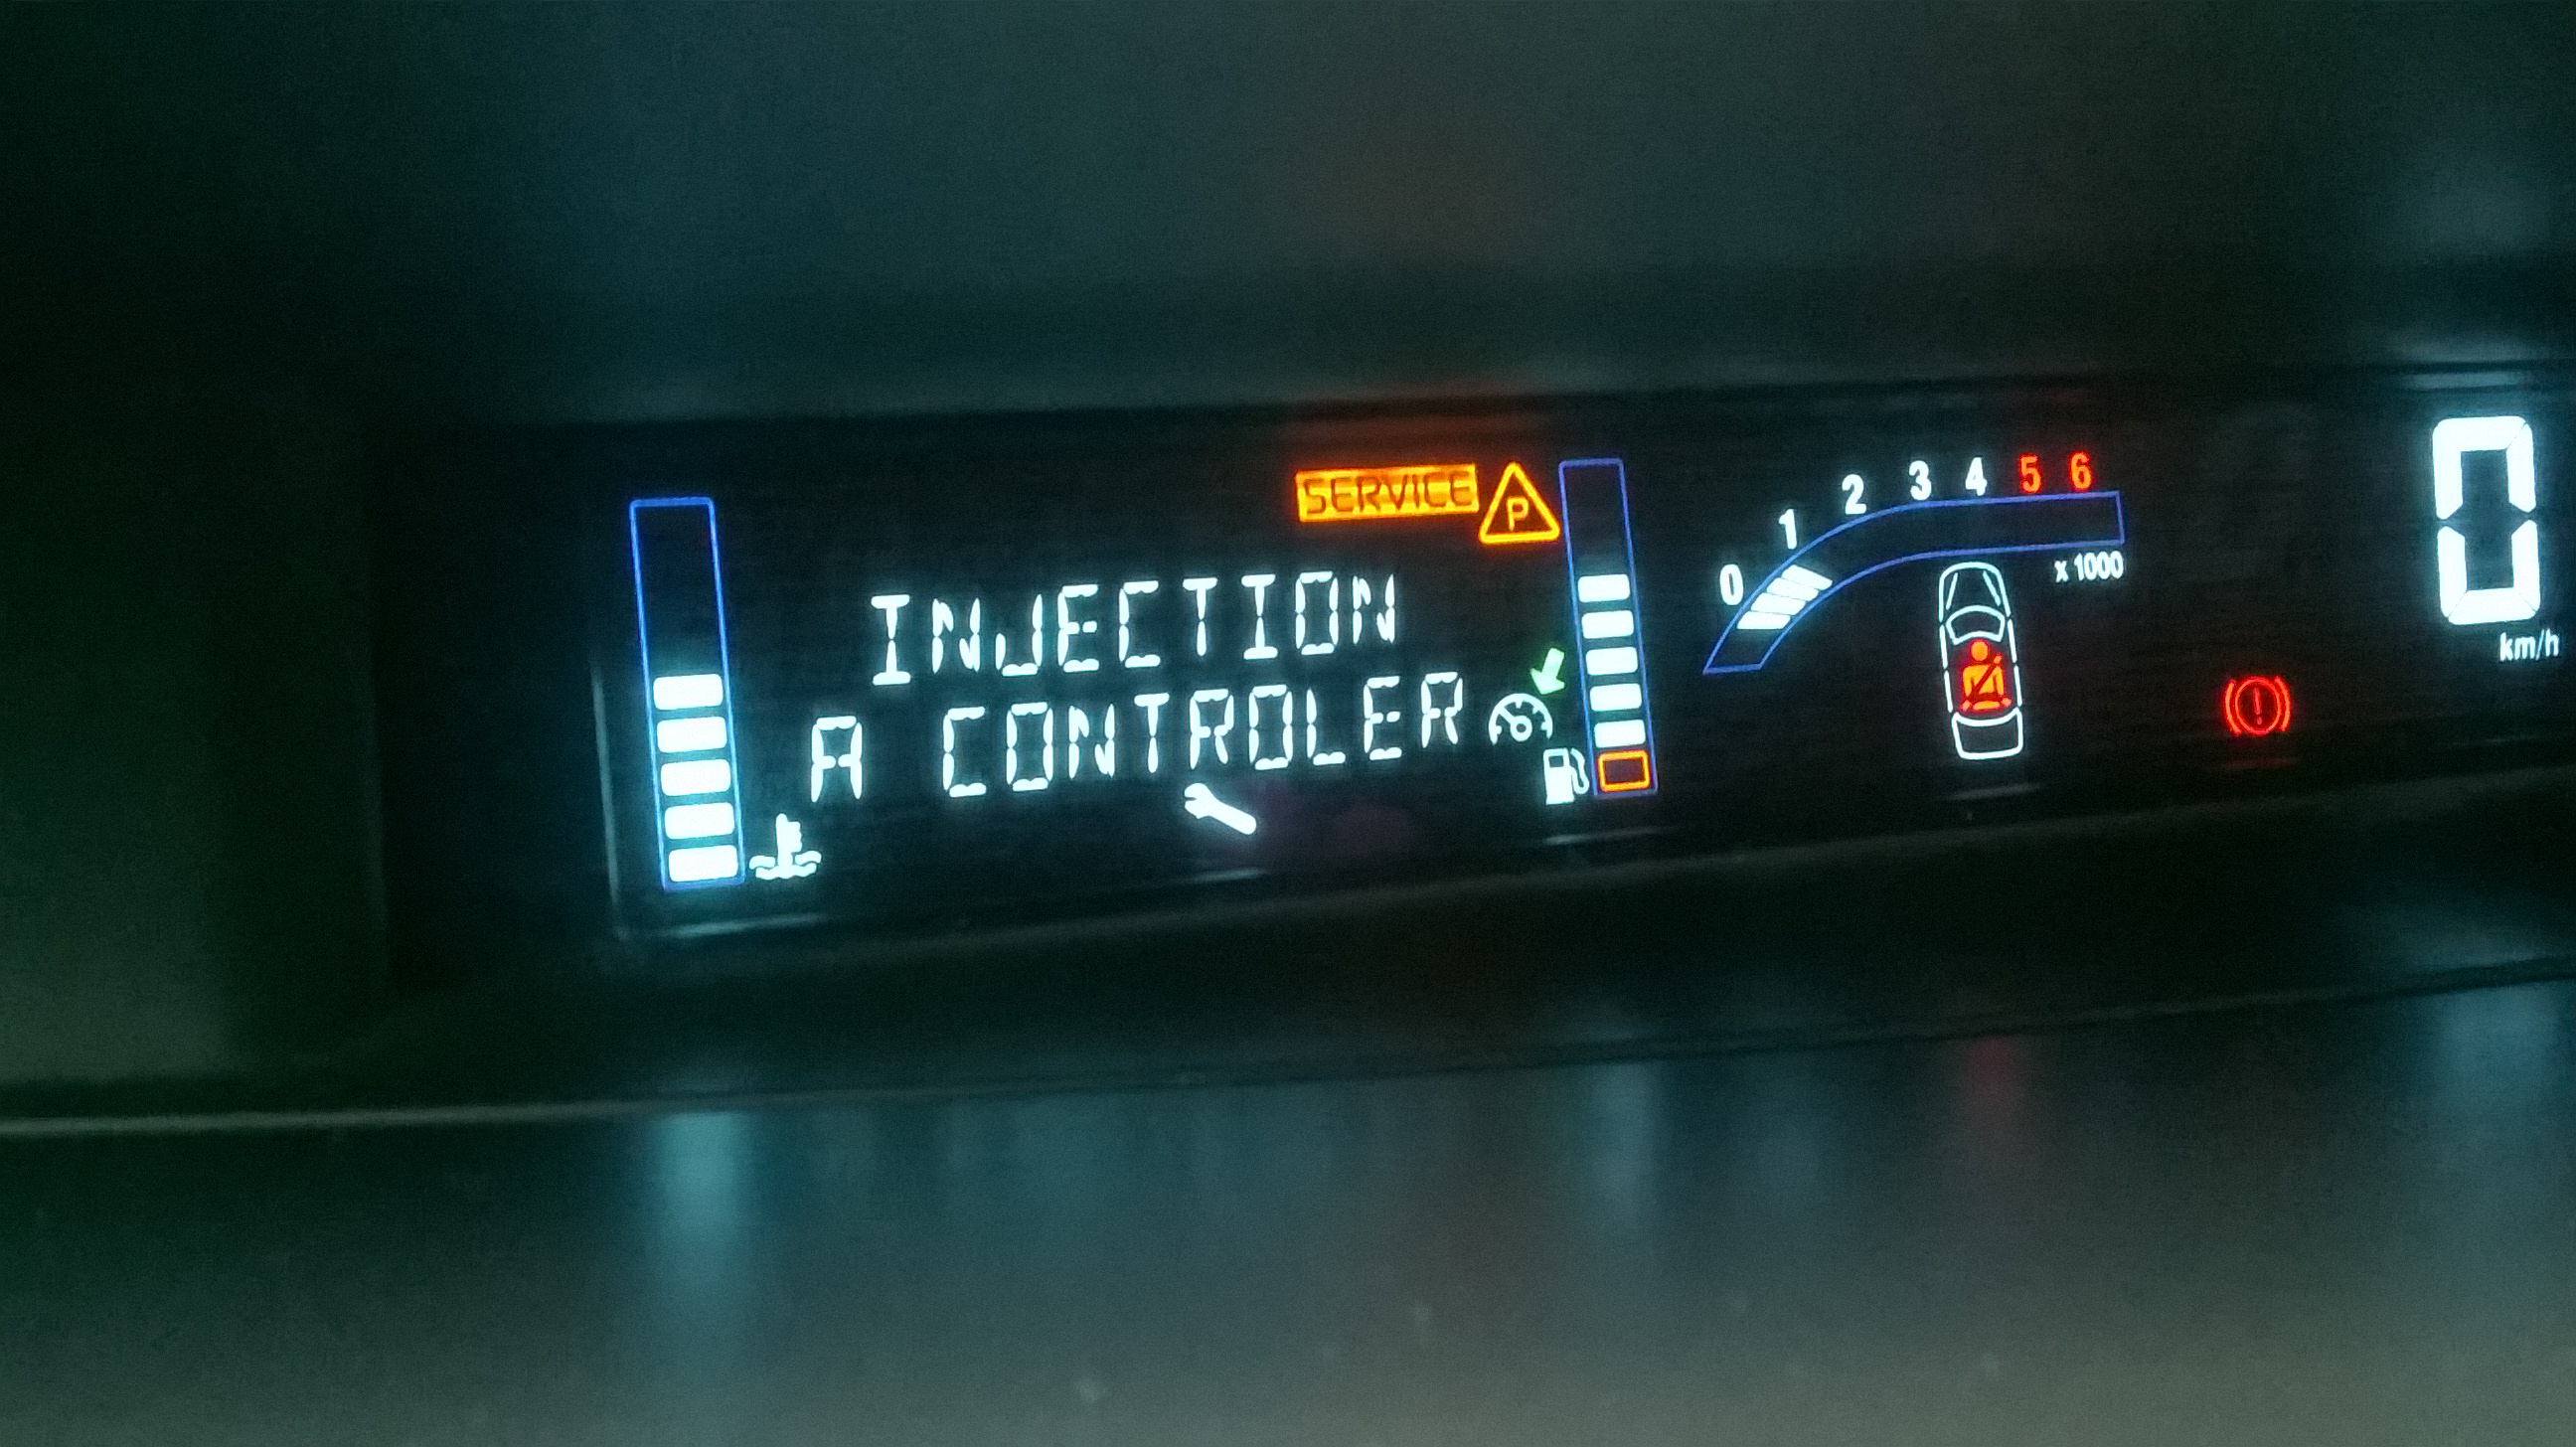 SERVICE
P
INJECTION
A CONTROLER
0 1 2 3 4 5 6
x 1000
0
km/h